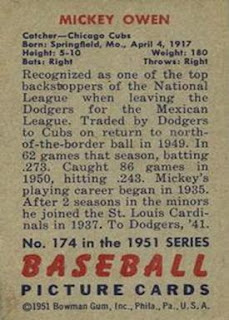 MICKEY OWEN
Catcher—Chicago Cubs
Born: Springfield, Mo., April 4, 1917
Height: 5-10 Weight: 180
Bats: Right Throws: Right
Recognized as one of the top
backstoppers of the National
League when leaving the
Dodgers for the Mexican
League. Traded by Dodgers
to Cubs on return to north-
of-the-border ball in 1949. In
62 games that season, batting
.273. Caught 86 games in
1950, hitting .243. Mickey's
playing career began in 1935.
After 2 seasons in the minors
he joined the St. Louis Cardi-
nals in 1937. To Dodgers, '41.
No. 174 in the 1951 SERIES
BASEBALL
PICTURE CARDS
©1951 Bowman Gum, Inc., Phila., Pa., U. S. A.